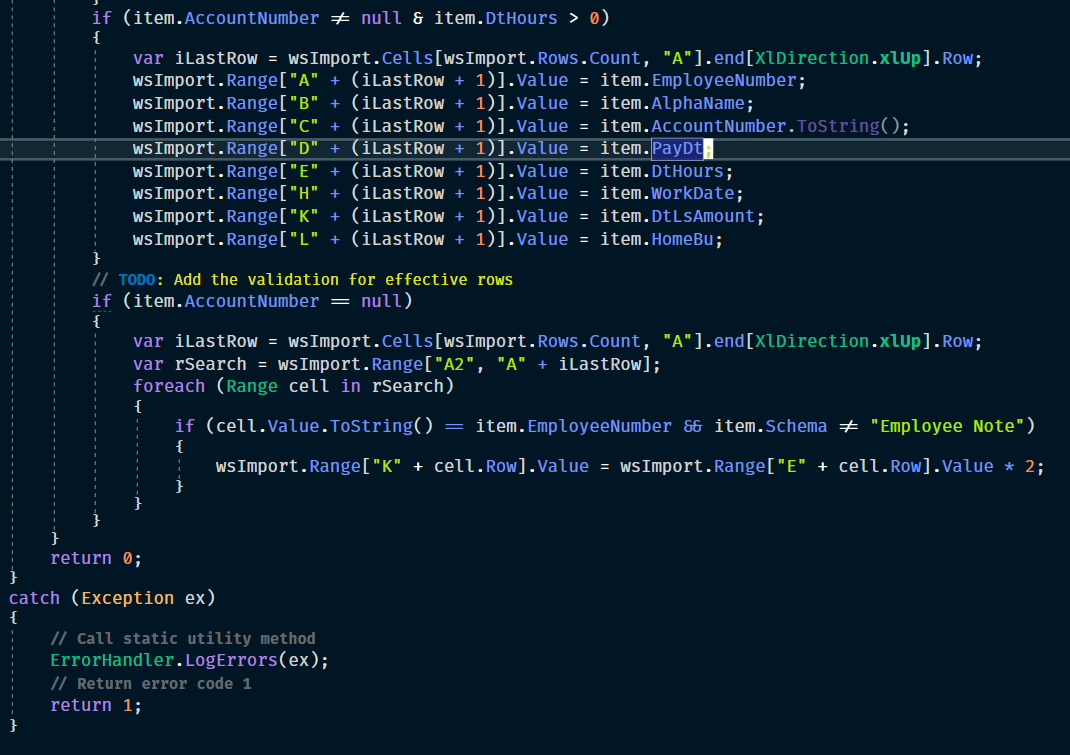 }
if (item.AccountNumber != null & item.DtHours > 0)
{
var iLastRow = wsImport.Cells[wsImport.Rows.Count, "A"].end[XlDirection.xlUp].Row;
wsImport.Range["A" + (iLastRow + 1)].Value = item.EmployeeNumber;
wsImport.Range["B" + (iLastRow + 1)].Value = item.AlphaName;
wsImport.Range["C" + (iLastRow + 1)].Value = item.AccountNumber.ToString();
wsImport.Range["D" + (iLastRow + 1)].Value = item.PayDt;
wsImport.Range["E" + (iLastRow + 1)].Value = item.DtHours;
wsImport.Range["H" + (iLastRow + 1)].Value = item.WorkDate;
wsImport.Range["K" + (iLastRow + 1)].Value = item.DtLsAmount;
wsImport.Range["L" + (iLastRow + 1)].Value = item.HomeBu;
}
// TODO: Add the validation for effective rows
if (item.AccountNumber == null)
{
var iLastRow = wsImport.Cells[wsImport.Rows.Count, "A"].end[XlDirection.xlUp].Row;
var rSearch = wsImport.Range["A2", "A" + iLastRow];
foreach (Range cell in rSearch)
{
if (cell.Value.ToString() == item.EmployeeNumber && item.Schema != "Employee Note")
{
wsImport.Range["K" + cell.Row].Value = wsImport.Range["E" + cell.Row].Value * 2;
}
}
}
}
return 0;
}
catch (Exception ex)
{
// Call static utility method
ErrorHandler.LogErrors(ex);
// Return error code 1
return 1;
}